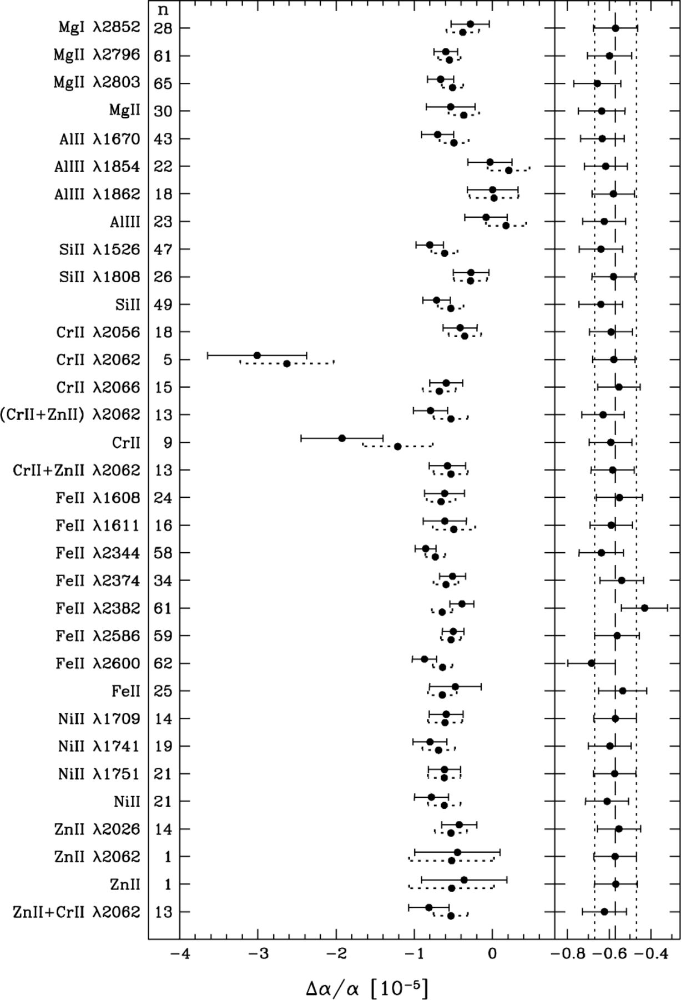 n
MgI λ2852 28
MgII λ2796 61
MgII λ2803 65
MgII 30
AlII λ1670 43
AlIII λ1854 22
AlIII λ1862 18
AlIII 23
SiII λ1526 47
SiII λ1808 26
SiII 49
CrII λ2056 18
CrII λ2062 5
CrII λ2066 15
(CrII+ZnII) λ2062 13
CrII 9
CrII+ZnII λ2062 13
FeII λ1608 24
FeII λ1611 16
FeII λ2344 58
FeII λ2374 34
FeII λ2382 61
FeII λ2586 59
FeII λ2600 62
FeII 25
NiII λ1709 14
NiII λ1741 19
NiII λ1751 21
NiII 21
ZnII λ2026 14
ZnII λ2062 1
ZnII 1
ZnII+CrII λ2062 13
−4 −3 −2 −1 0 −0.8 −0.6 −0.4
Δα/α [10⁻⁵]